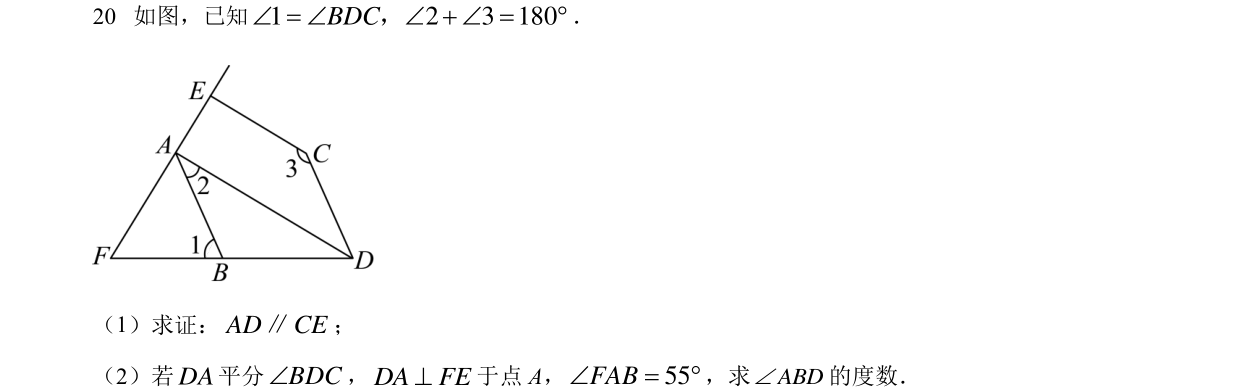 20 如图，已知∠1=∠BDC，∠2+∠3=180°．
E
A
C
3
2
1
F
B
D
（1）求证：AD∥CE；
（2）若DA平分∠BDC，DA⊥FE于点A，∠FAB=55°，求∠ABD的度数．